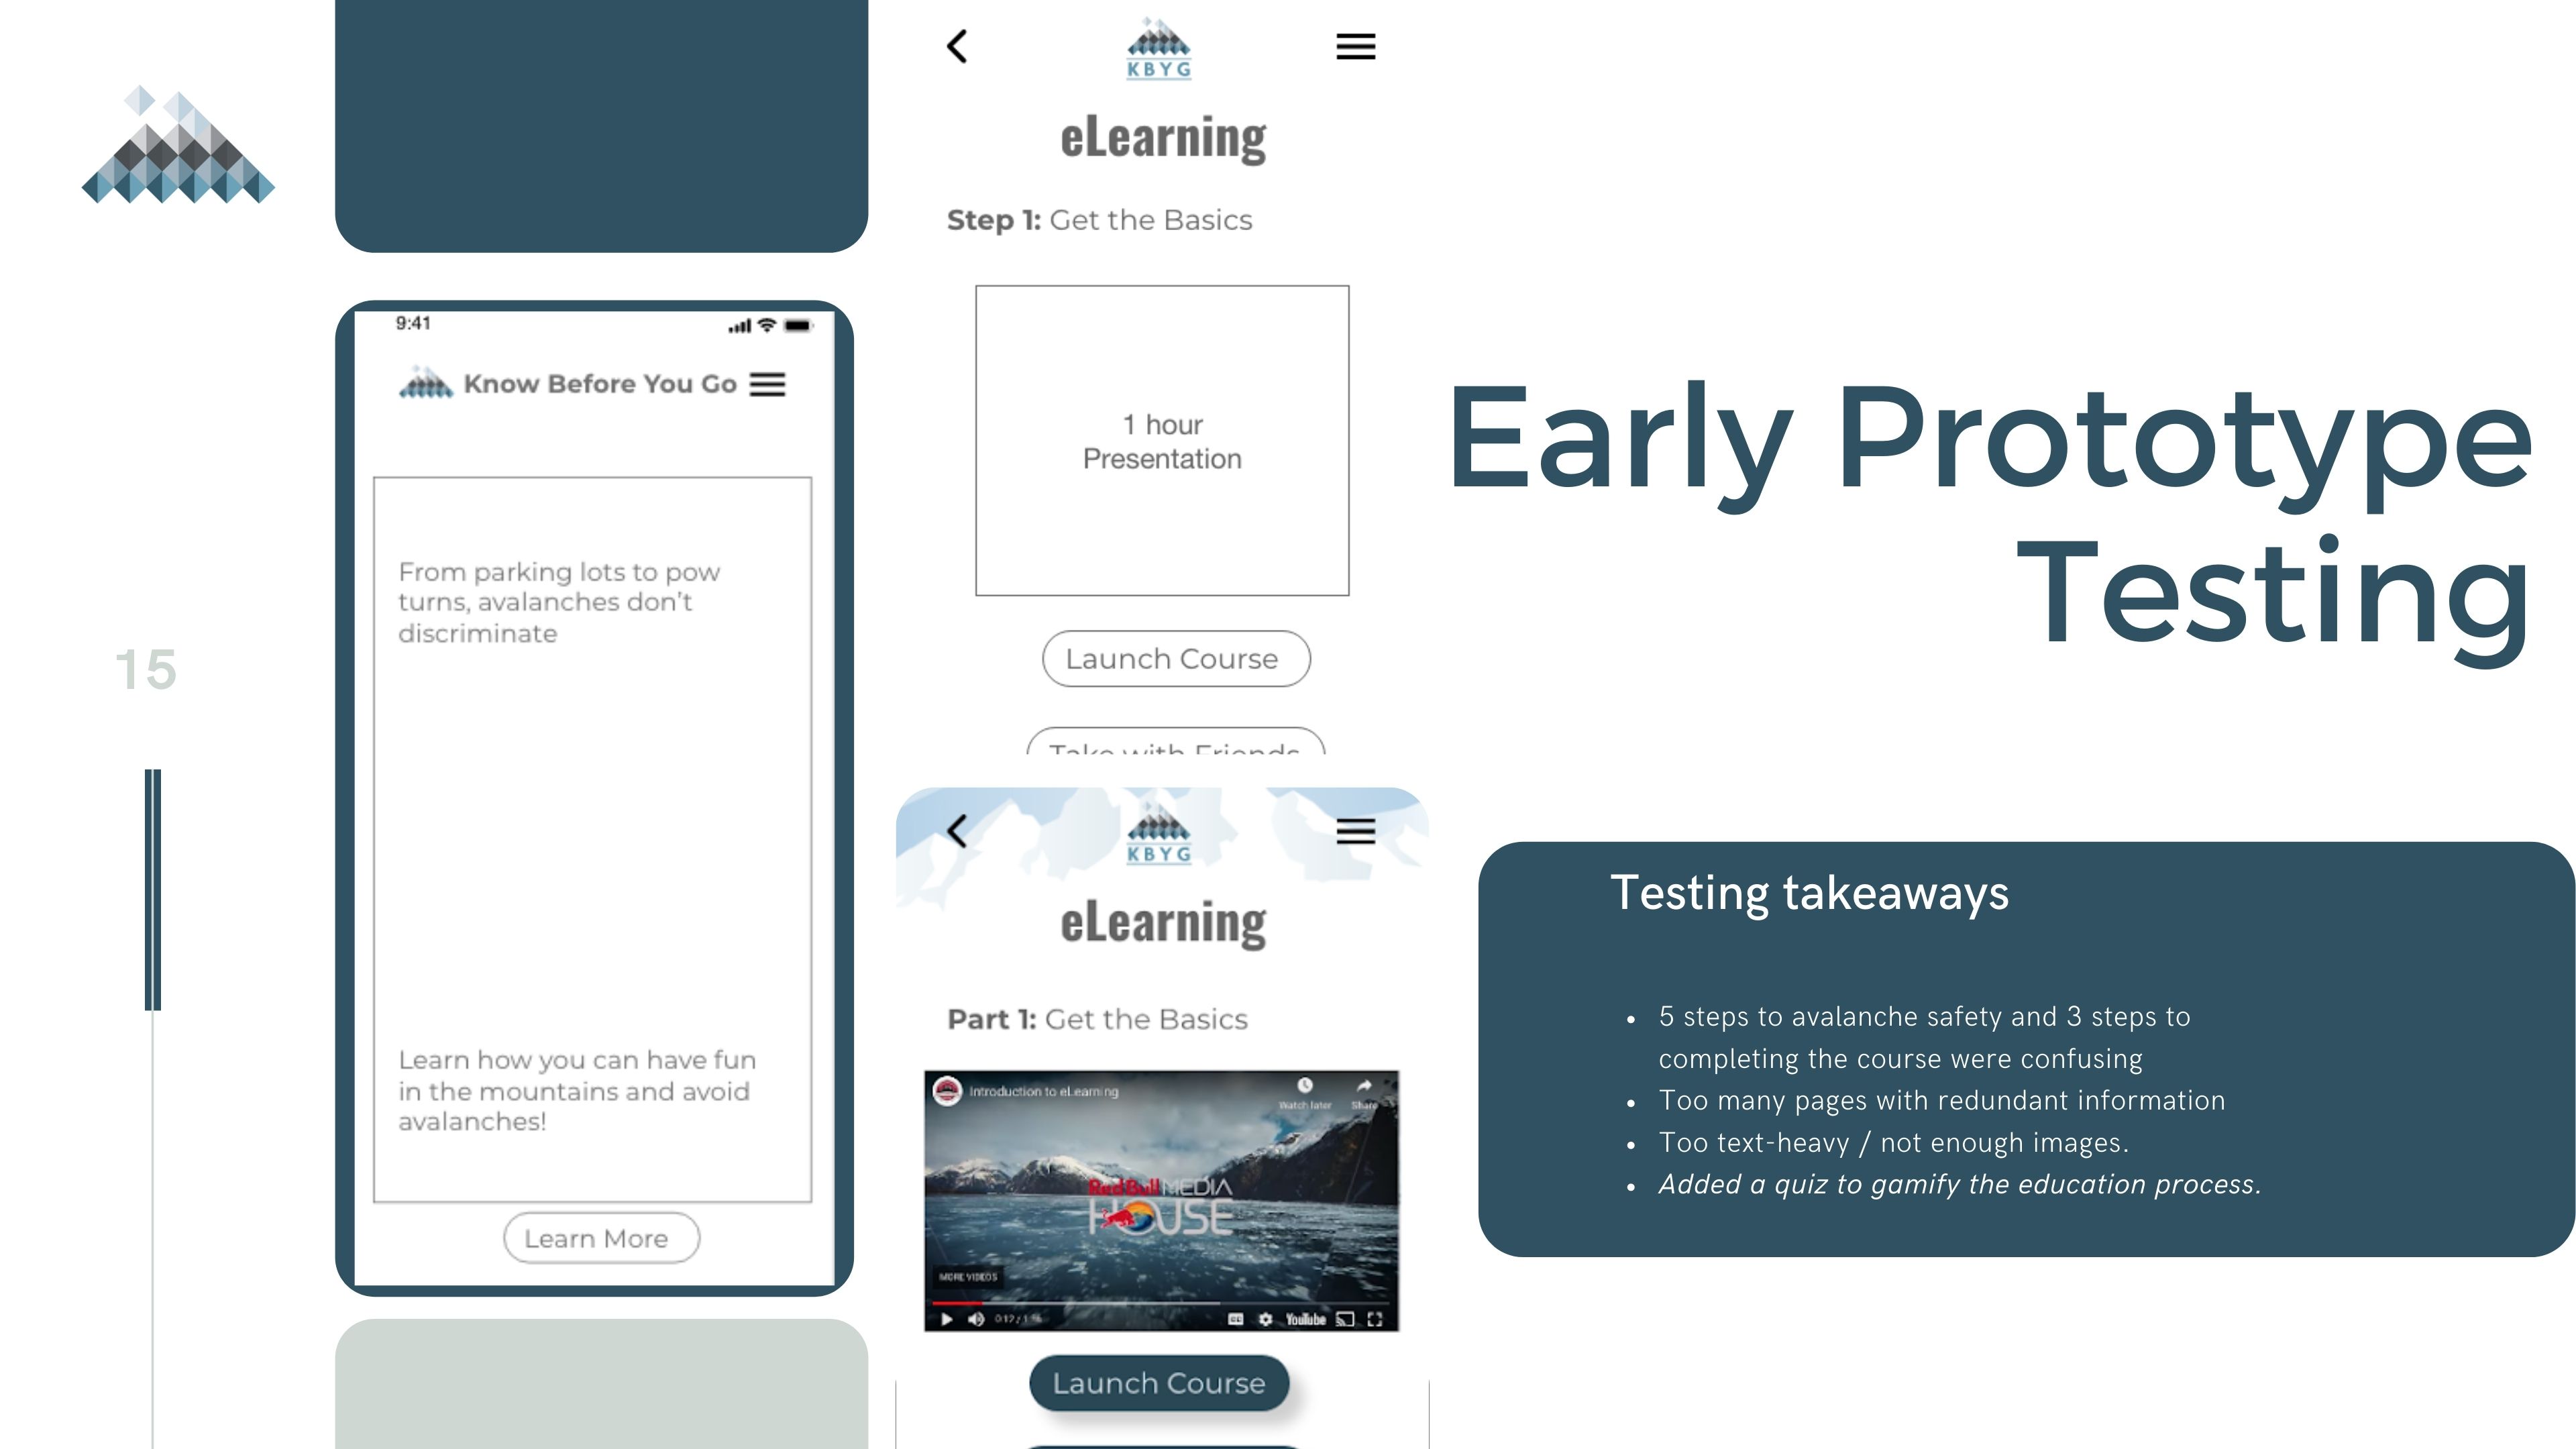 15
9:41
Know Before You Go
From parking lots to pow
turns, avalanches don't
discriminate
Learn how you can have fun
in the mountains and avoid
avalanches!
Learn More
KBYG
eLearning
Step 1: Get the Basics
1 hour
Presentation
Launch Course
Take with Friends
KBYG
eLearning
Part 1: Get the Basics
Introduction to eLearning
Watch later
Share
Red Bull MEDIA
HOUSE
MORE VIDEOS
YouTube
Launch Course
Early Prototype
Testing
Testing takeaways
• 5 steps to avalanche safety and 3 steps to
completing the course were confusing
• Too many pages with redundant information
• Too text-heavy / not enough images.
• Added a quiz to gamify the education process.